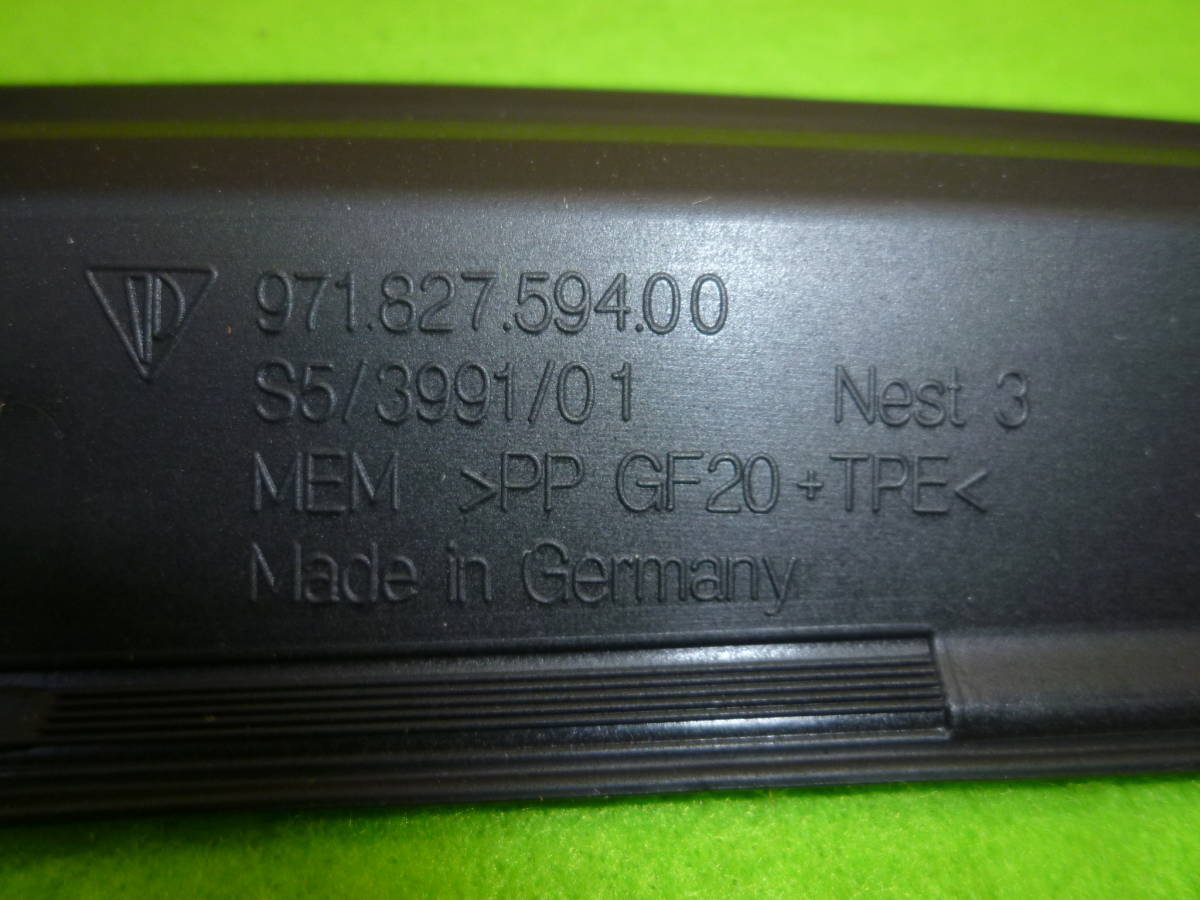 971.827.594.00
S5/3991/01 Nest 3
MEM >PP GF20+TPE<
Made in Germany